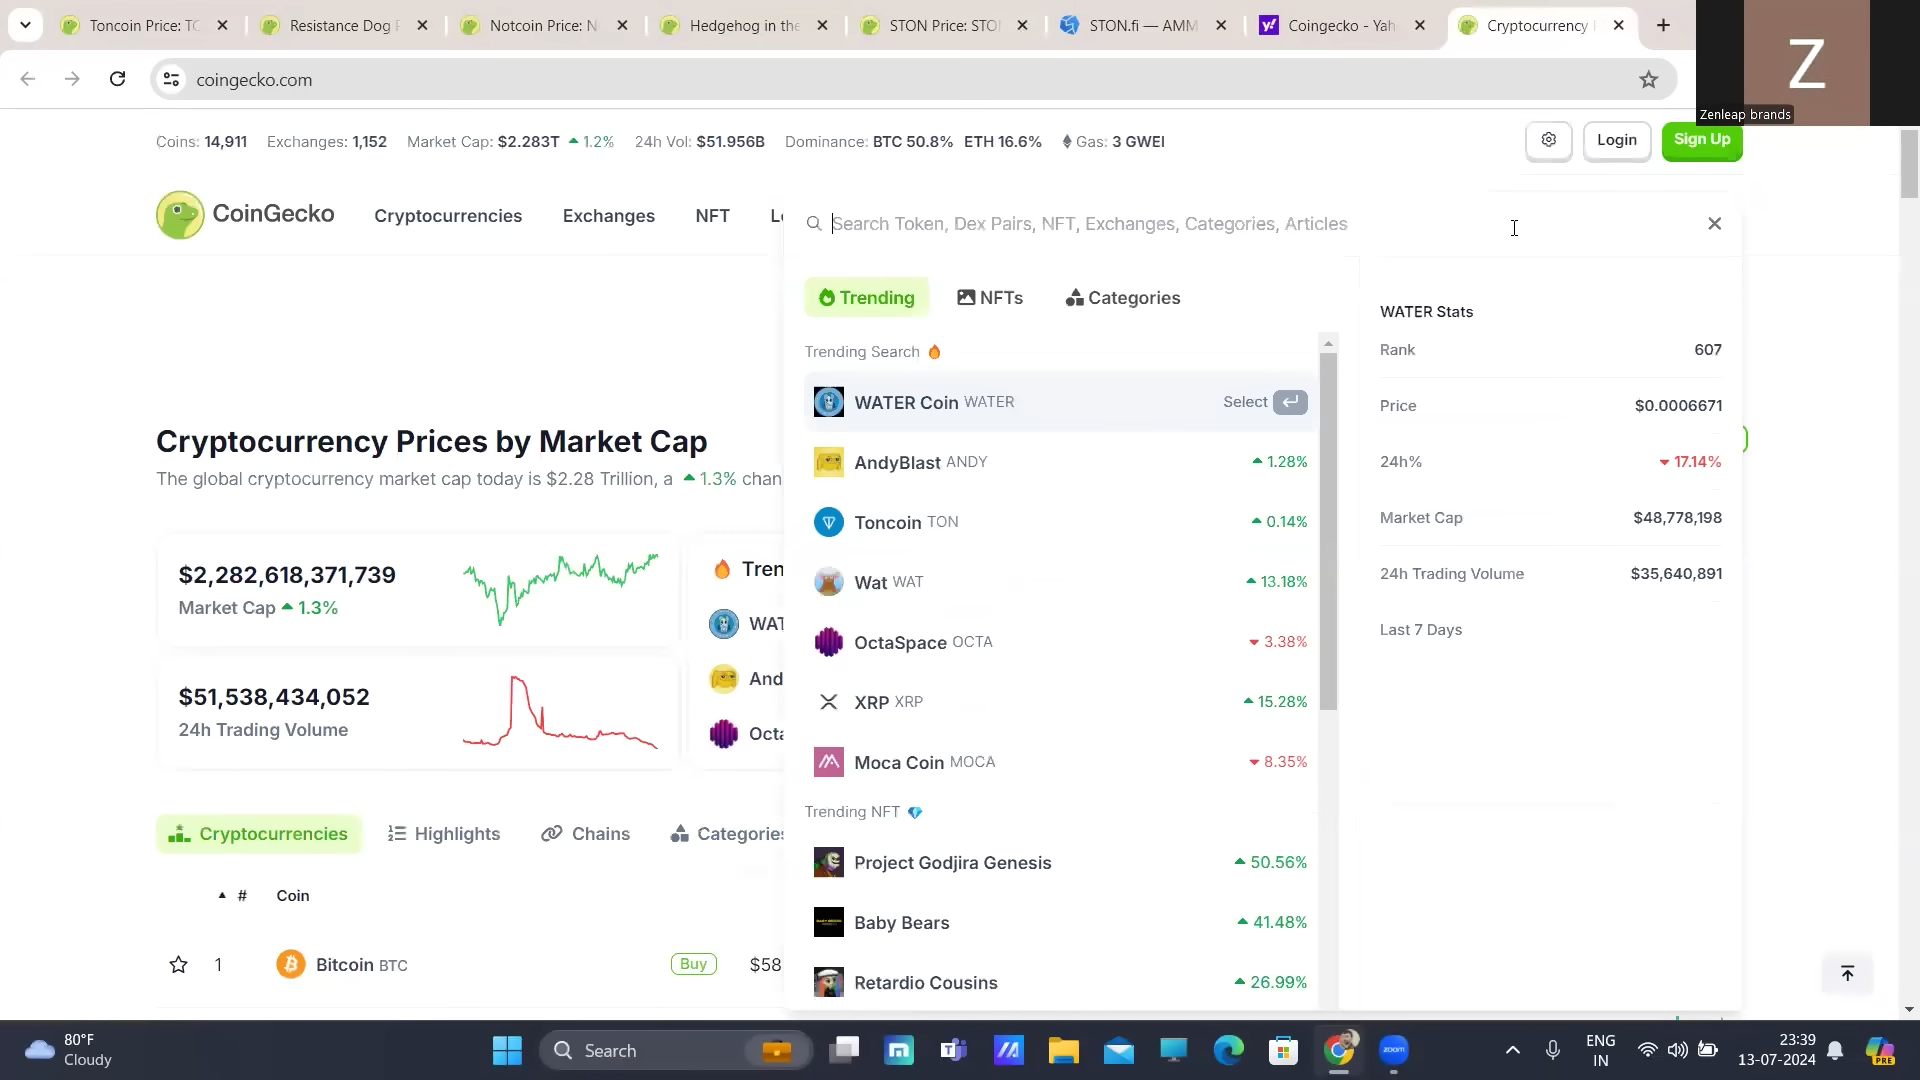 Toncoin Price: TO
Resistance Dog P
Notcoin Price: N
Hedgehog in the
STON Price: STO
STON.fi — AMM
Coingecko - Yah
Cryptocurrency
coingecko.com
Z
Zenleap brands
Coins: 14,911 Exchanges: 1,152 Market Cap: $2.283T 1.2% 24h Vol: $51.956B Dominance: BTC 50.8% ETH 16.6% Gas: 3 GWEI
Login
Sign Up
CoinGecko
Cryptocurrencies
Exchanges
NFT
Search Token, Dex Pairs, NFT, Exchanges, Categories, Articles
Trending
NFTs
Categories
Trending Search
WATER Coin WATER Select
AndyBlast ANDY 1.28%
Toncoin TON 0.14%
Wat WAT 13.18%
OctaSpace OCTA 3.38%
XRP XRP 15.28%
Moca Coin MOCA 8.35%
Trending NFT
Project Godjira Genesis 50.56%
Baby Bears 41.48%
Retardio Cousins 26.99%
WATER Stats
Rank 607
Price $0.0006671
24h% 17.14%
Market Cap $48,778,198
24h Trading Volume $35,640,891
Last 7 Days
Cryptocurrency Prices by Market Cap
The global cryptocurrency market cap today is $2.28 Trillion, a 1.3% chan
$2,282,618,371,739
Market Cap 1.3%
$51,538,434,052
24h Trading Volume
Tren
WAT
And
Octa
Cryptocurrencies
Highlights
Chains
Categories
# Coin
1 Bitcoin BTC Buy $58
80°F
Cloudy
Search
zoom
ENG
IN
23:39
13-07-2024
PRE